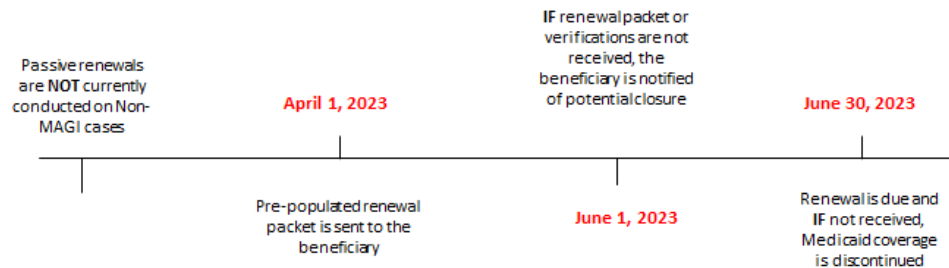 Passive renewals
are NOT currently
conducted on Non-
MAGI cases
April 1, 2023
Pre-populated renewal
packet is sent to the
beneficiary
IF renewal packet or
verifications are not
received, the
beneficiary is notified
of potential closure
June 1, 2023
June 30, 2023
Renewal is due and
IF not received,
Medicaid coverage
is discontinued